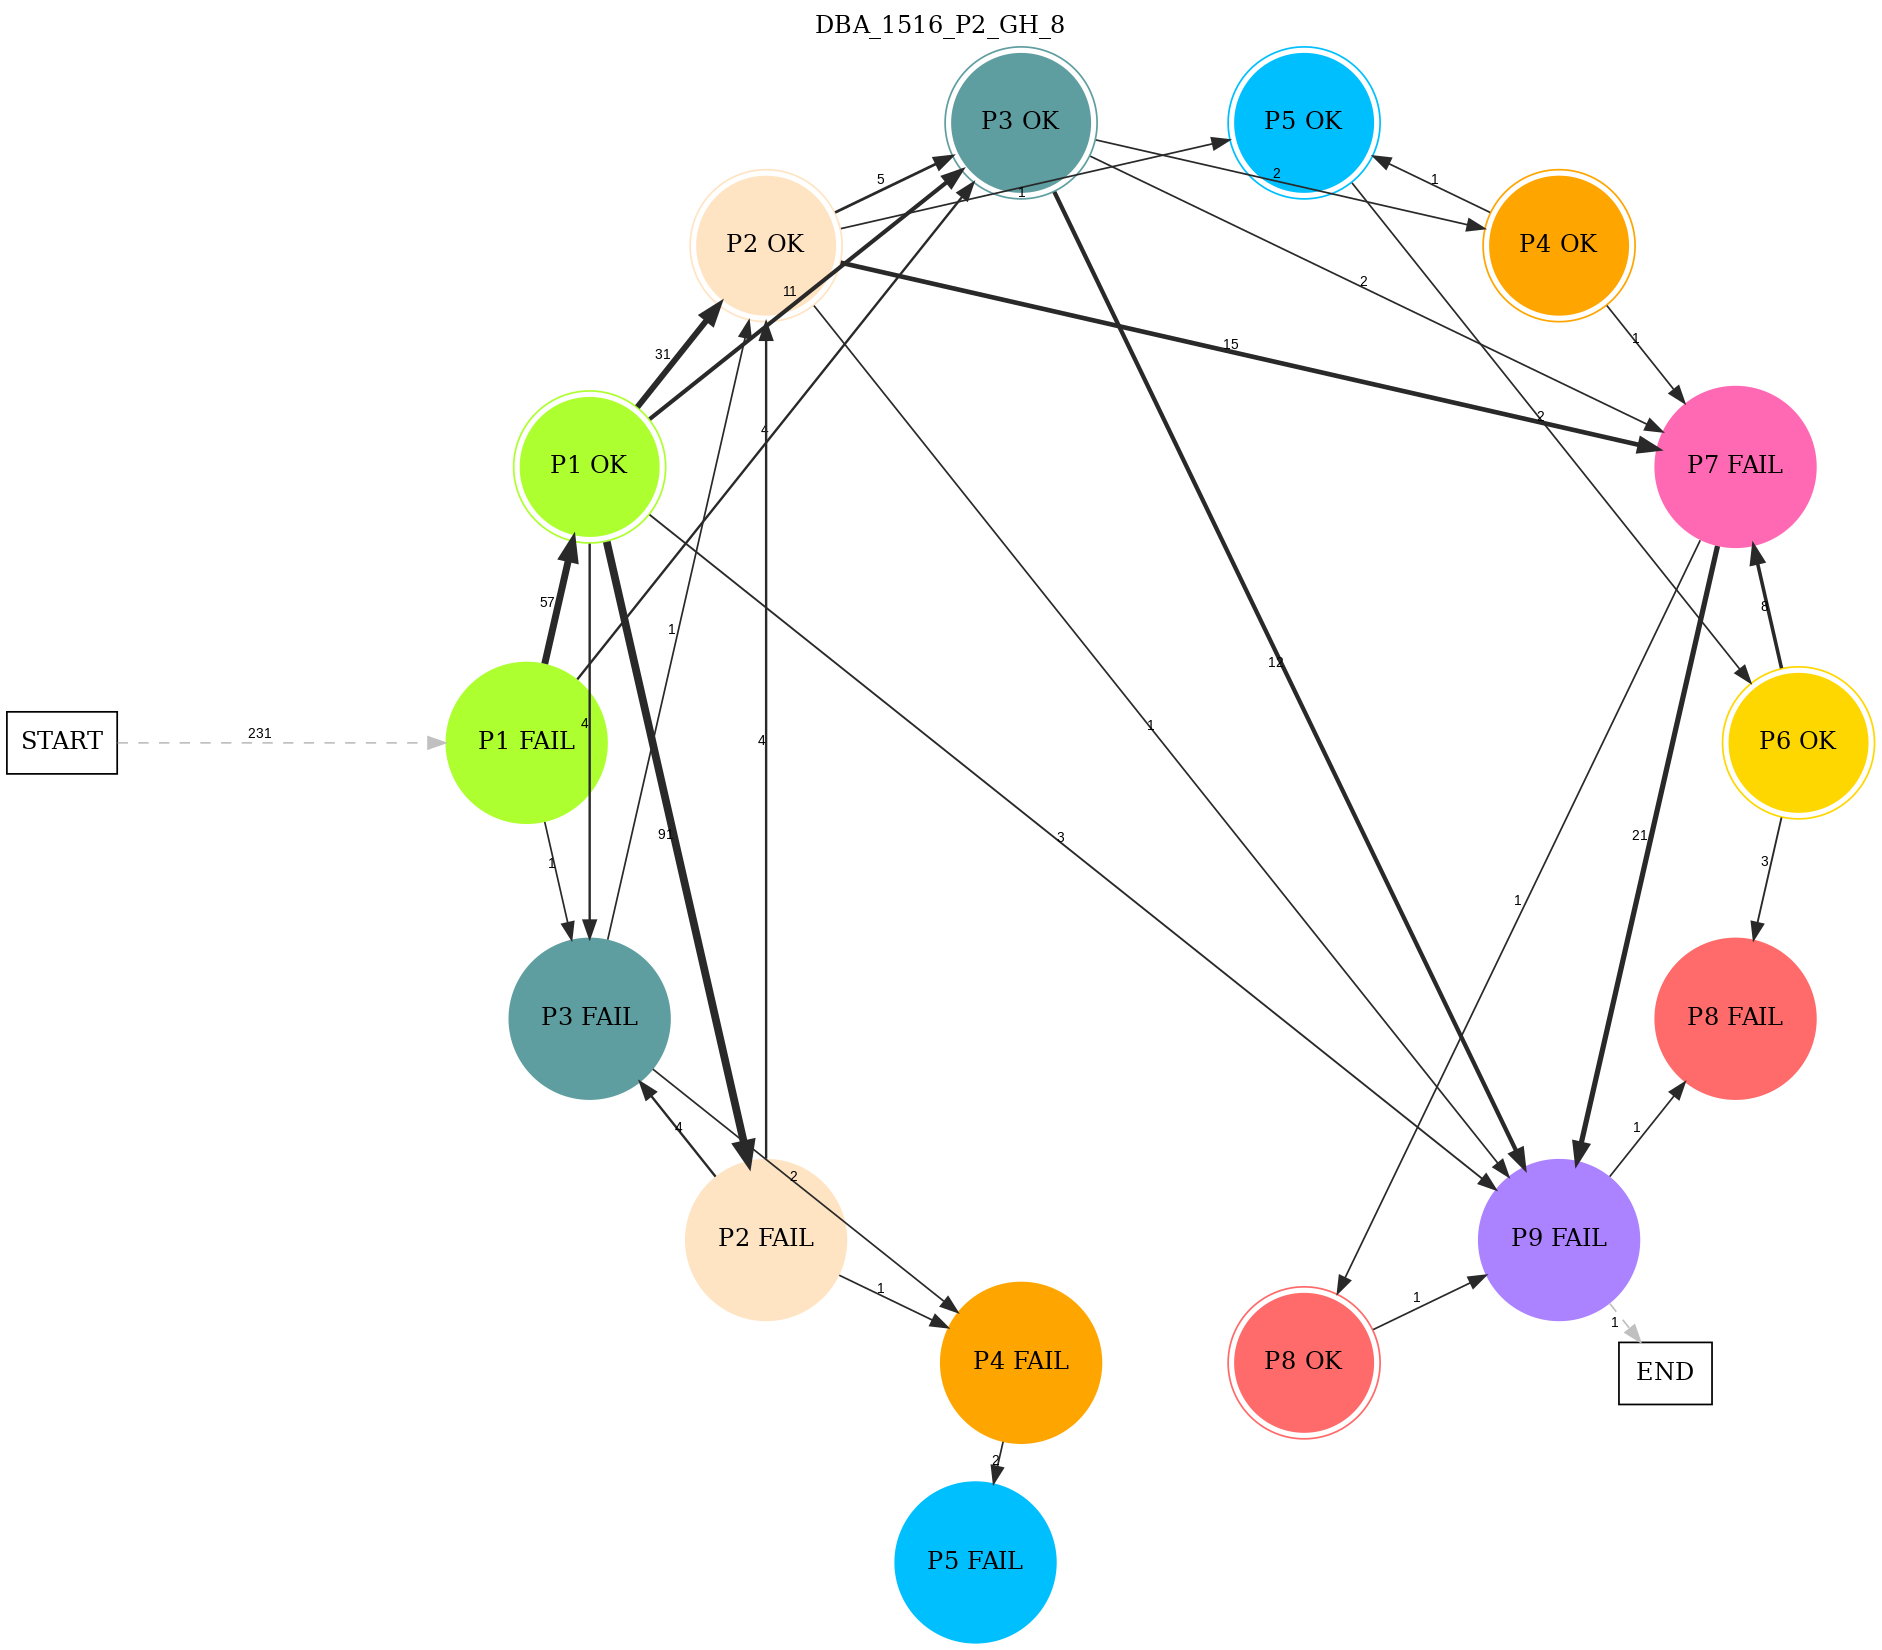 DBA_1516_P2_GH_8
P3 OK
P5 OK
5
2
1
1
P2 OK
P4 OK
11
2
15
1
31
4
2
P1 OK
P7 FAIL
57
8
1
231
4
4
1
START
P1 FAIL
12
P6 OK
1
91
3
21
3
1
P3 FAIL
P8 FAIL
4
1
2
P2 FAIL
P9 FAIL
1
1
1
P4 FAIL
P8 OK
END
2
P5 FAIL